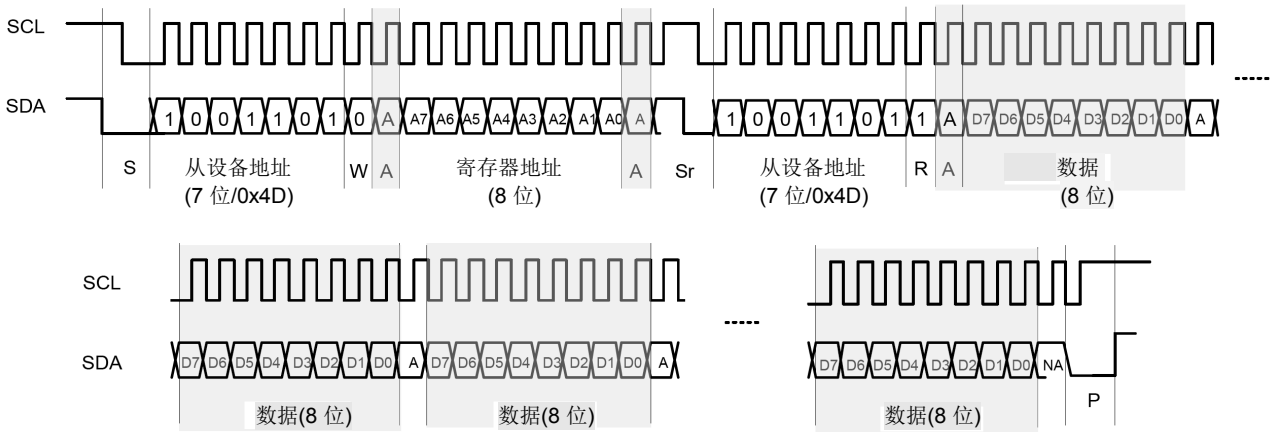 SCL
SDA
1 0 0 1 1 0 1 0 A A7 A6 A5 A4 A3 A2 A1 A0 A 1 0 0 1 1 0 1 1 A D7 D6 D5 D4 D3 D2 D1 D0 A
S 从设备地址 W A 寄存器地址 A Sr 从设备地址 R A 数据
(7 位/0x4D) (8 位) (7 位/0x4D) (8 位)
SCL
SDA
D7 D6 D5 D4 D3 D2 D1 D0 A D7 D6 D5 D4 D3 D2 D1 D0 A D7 D6 D5 D4 D3 D2 D1 D0 NA
数据(8 位) 数据(8 位) 数据(8 位) P